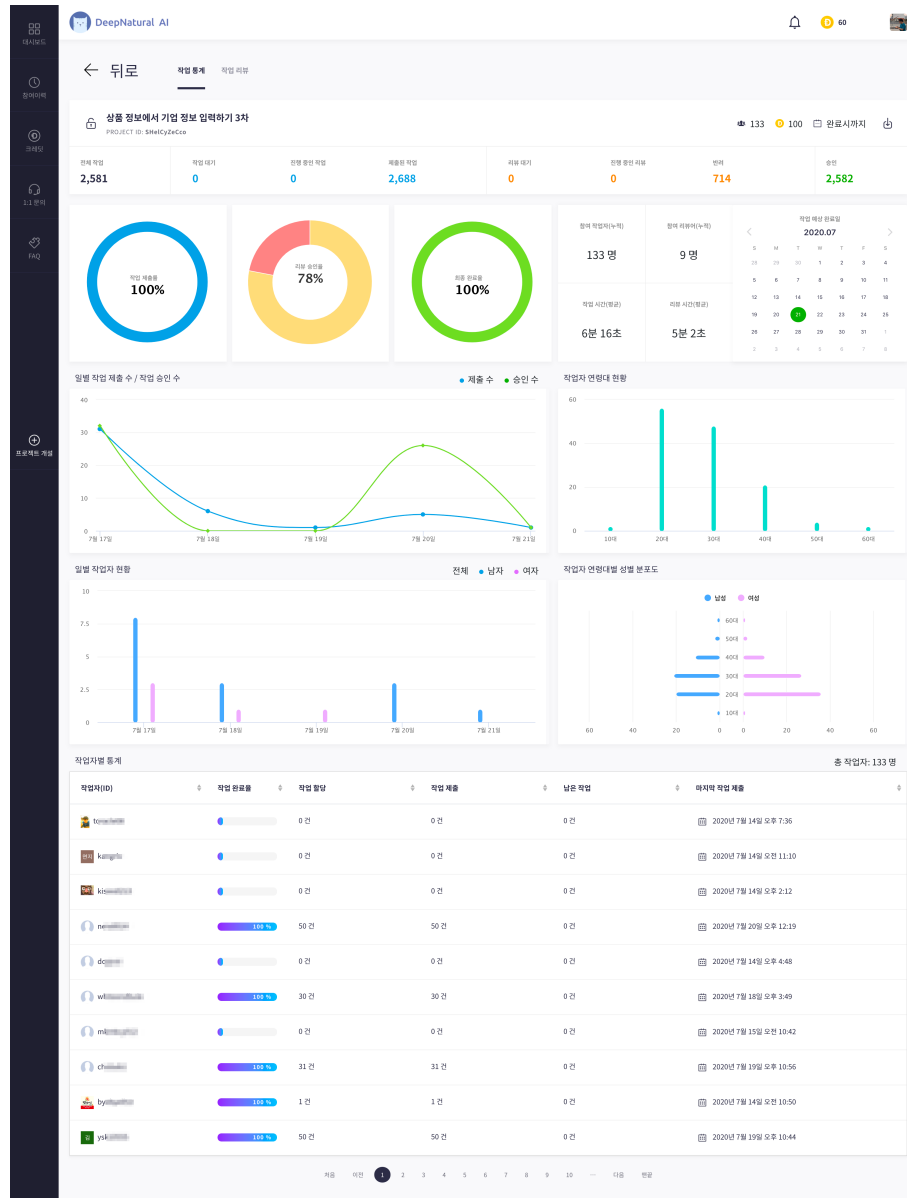 DeepNatural AI
60
대시보드
참여이력
크레딧
1:1 문의
FAQ
프로젝트 개설
뒤로 작업 통계 작업 리뷰
상품 정보에서 기업 정보 입력하기 3차
PROJECT ID: SHelCyZeCco
133 100 완료시까지
전체 작업 작업 대기 진행 중인 작업 제출된 작업 리뷰 대기 진행 중인 리뷰 반려 승인
2,581 0 0 2,688 0 0 714 2,582
작업 제출률
100%
리뷰 승인율
78%
최종 완료율
100%
참여 작업자(누적) 참여 리뷰어(누적)
133 명 9 명
작업 시간(평균) 리뷰 시간(평균)
6분 16초 5분 2초
작업 예상 완료일
2020.07
S M T W T F S
28 29 30 1 2 3 4
5 6 7 8 9 10 11
12 13 14 15 16 17 18
19 20 21 22 23 24 25
26 27 28 29 30 31 1
2 3 4 5 6 7 8
일별 작업 제출 수 / 작업 승인 수 제출 수 승인 수
40
30
20
10
0
7월 17일 7월 18일 7월 19일 7월 20일 7월 21일
작업자 연령대 현황
60
40
20
0
10대 20대 30대 40대 50대 60대
일별 작업자 현황 전체 남자 여자
10
7.5
5
2.5
0
7월 17일 7월 18일 7월 19일 7월 20일 7월 21일
작업자 연령대별 성별 분포도
남성 여성
60대
50대
40대
30대
20대
10대
60 40 20 0 0 20 40 60
작업자별 통계 총 작업자: 133 명
작업자(ID) 작업 완료율 작업 할당 작업 제출 남은 작업 마지막 작업 제출
0 건 0 건 0 건 2020년 7월 14일 오후 7:36
0 건 0 건 0 건 2020년 7월 14일 오전 11:10
0 건 0 건 0 건 2020년 7월 14일 오후 2:12
100 % 50 건 50 건 0 건 2020년 7월 20일 오후 12:19
0 건 0 건 0 건 2020년 7월 14일 오후 4:48
100 % 30 건 30 건 0 건 2020년 7월 18일 오후 3:49
0 건 0 건 0 건 2020년 7월 15일 오전 10:42
100 % 31 건 31 건 0 건 2020년 7월 19일 오후 10:56
100 % 1 건 1 건 0 건 2020년 7월 14일 오전 10:50
100 % 50 건 50 건 0 건 2020년 7월 19일 오후 10:44
처음 이전 1 2 3 4 5 6 7 8 9 10 ... 다음 맨끝